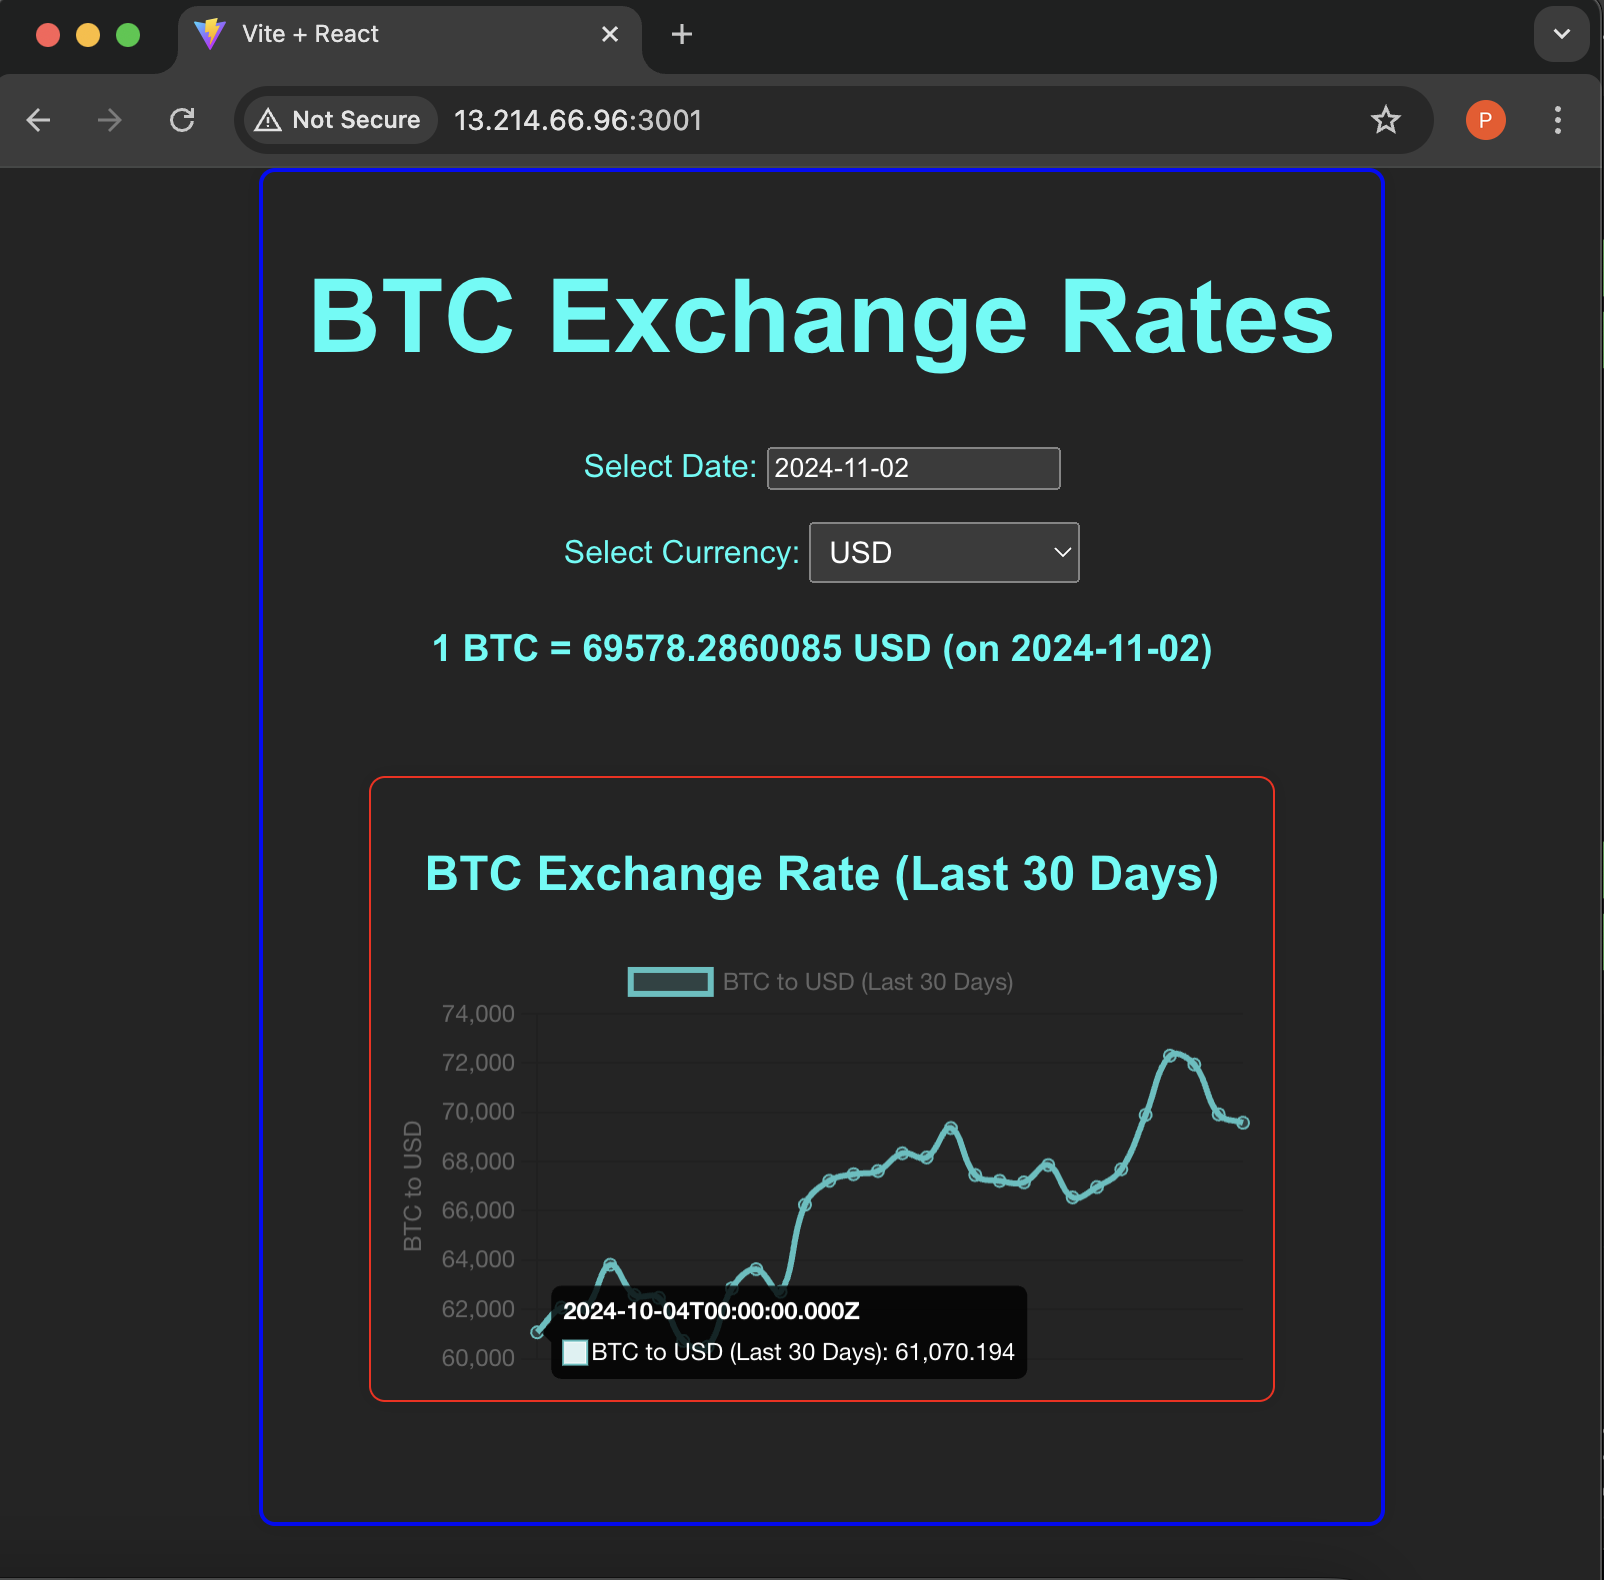 Vite + React
Not Secure 13.214.66.96:3001
P
BTC Exchange Rates
Select Date: 2024-11-02
Select Currency: USD
1 BTC = 69578.2860085 USD (on 2024-11-02)
BTC Exchange Rate (Last 30 Days)
BTC to USD (Last 30 Days)
74,000
72,000
70,000
68,000
66,000
64,000
62,000
60,000
BTC to USD
2024-10-04T00:00:00.000Z
BTC to USD (Last 30 Days): 61,070.194